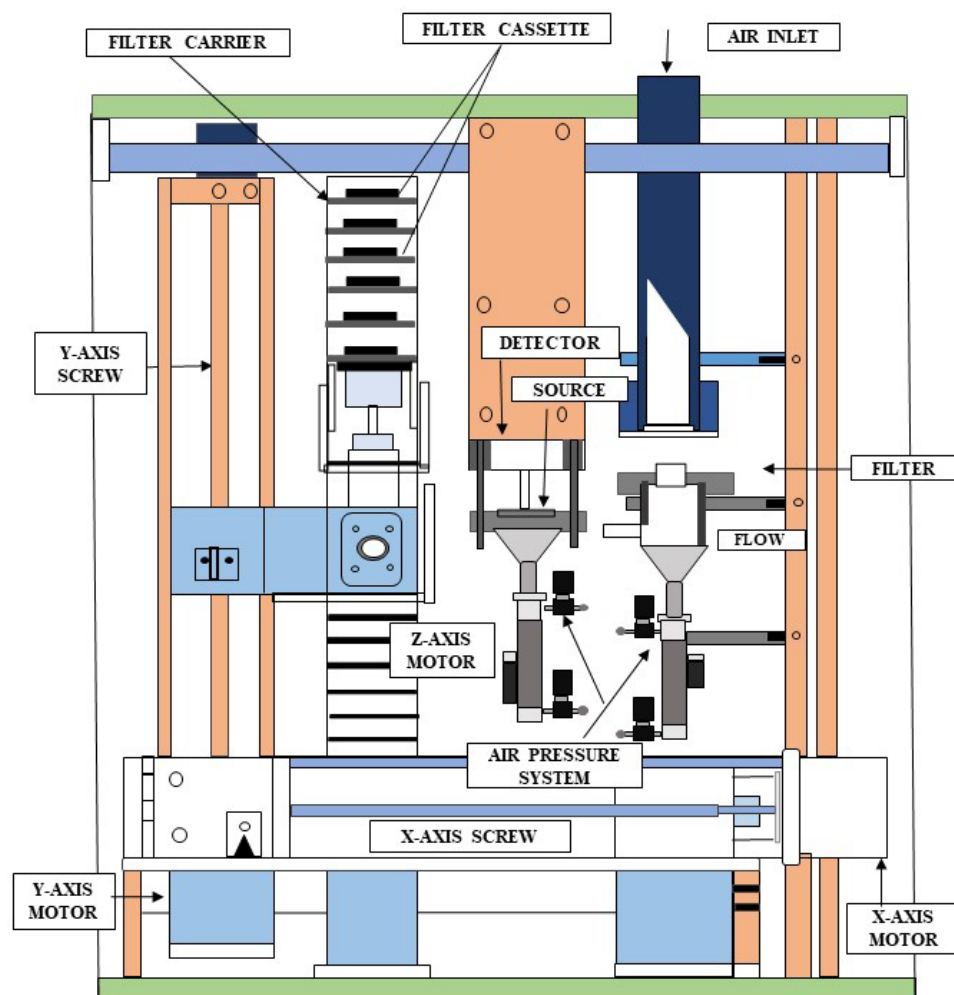 FILTER CARRIER
FILTER CASSETTE
AIR INLET
Y-AXIS
SCREW
DETECTOR
SOURCE
FILTER
FLOW
Z-AXIS
MOTOR
AIR PRESSURE
SYSTEM
X-AXIS SCREW
Y-AXIS
MOTOR
X-AXIS
MOTOR